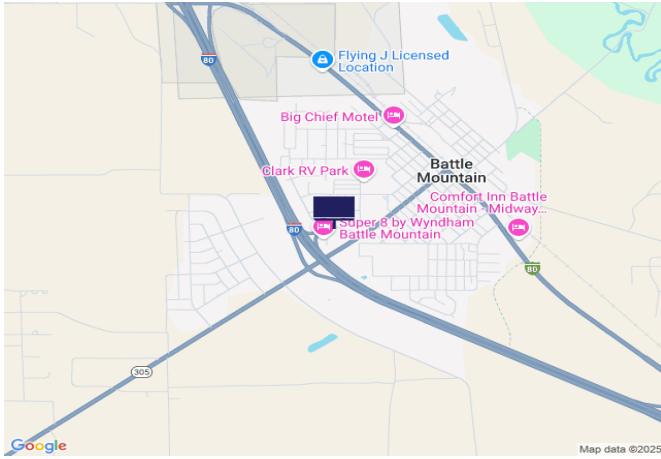 80
Flying J Licensed
Location
Big Chief Motel
Clark RV Park
Battle
Mountain
Comfort Inn Battle
Mountain - Midway...
Super 8 by Wyndham
Battle Mountain
80
80
305
Google
Map data ©2025